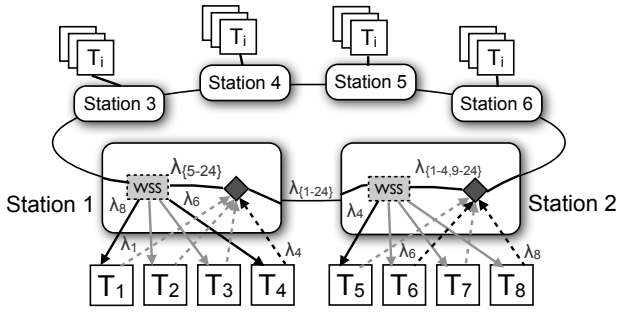 Tᵢ Tᵢ Tᵢ Tᵢ
Station 3 Station 4 Station 5 Station 6
λ{5-24} λ{1-24} λ{1-4,9-24}
WSS WSS
Station 1 λ8 λ6 λ4 Station 2
λ1 λ4 λ6 λ8
T1 T2 T3 T4 T5 T6 T7 T8